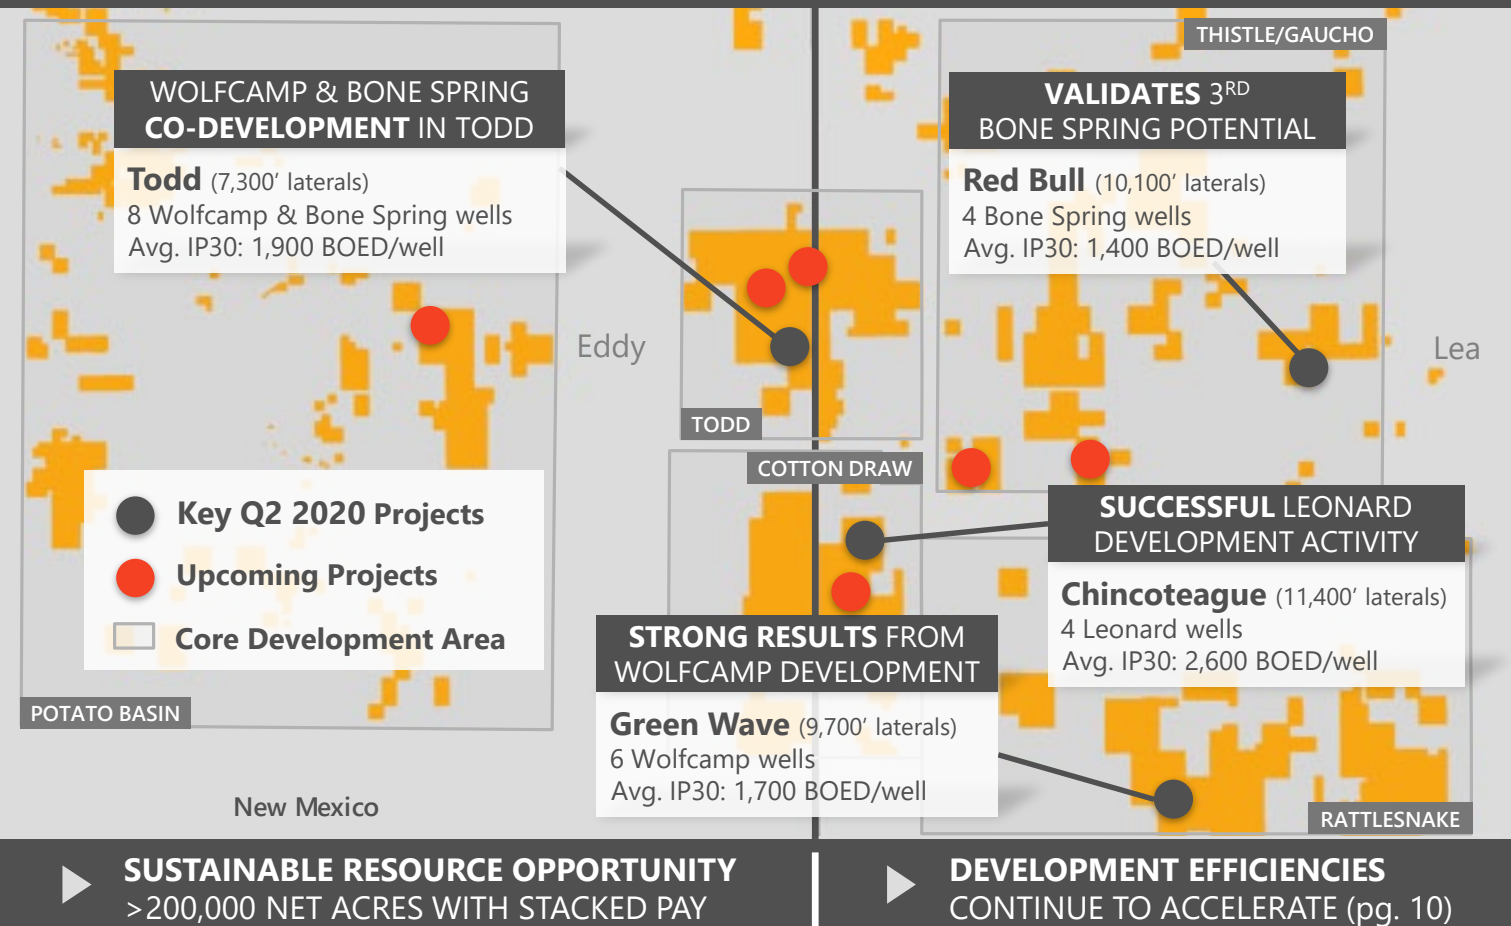 THISTLE/GAUCHO
WOLFCAMP & BONE SPRING
CO-DEVELOPMENT IN TODD
Todd (7,300’ laterals)
8 Wolfcamp & Bone Spring wells
Avg. IP30: 1,900 BOED/well
VALIDATES 3RD
BONE SPRING POTENTIAL
Red Bull (10,100’ laterals)
4 Bone Spring wells
Avg. IP30: 1,400 BOED/well
Eddy
Lea
TODD
COTTON DRAW
Key Q2 2020 Projects
Upcoming Projects
Core Development Area
POTATO BASIN
SUCCESSFUL LEONARD
DEVELOPMENT ACTIVITY
Chincoteague (11,400’ laterals)
4 Leonard wells
Avg. IP30: 2,600 BOED/well
STRONG RESULTS FROM
WOLFCAMP DEVELOPMENT
Green Wave (9,700’ laterals)
6 Wolfcamp wells
Avg. IP30: 1,700 BOED/well
New Mexico
RATTLESNAKE
SUSTAINABLE RESOURCE OPPORTUNITY
>200,000 NET ACRES WITH STACKED PAY
DEVELOPMENT EFFICIENCIES
CONTINUE TO ACCELERATE (pg. 10)